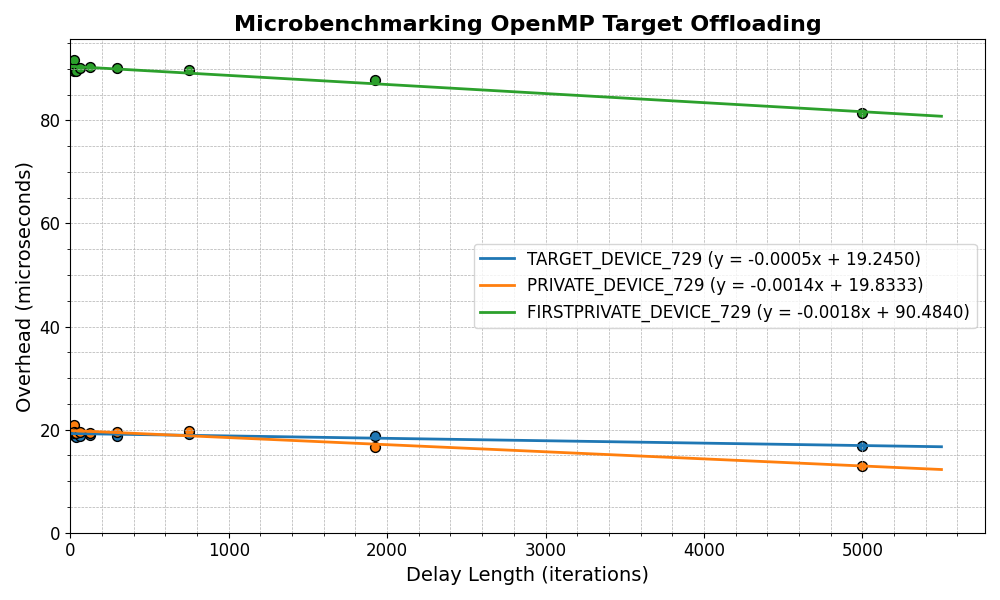 Microbenchmarking OpenMP Target Offloading
Overhead (microseconds)
80
60
40
20
0
TARGET_DEVICE_729 (y = -0.0005x + 19.2450)
PRIVATE_DEVICE_729 (y = -0.0014x + 19.8333)
FIRSTPRIVATE_DEVICE_729 (y = -0.0018x + 90.4840)
0 1000 2000 3000 4000 5000
Delay Length (iterations)